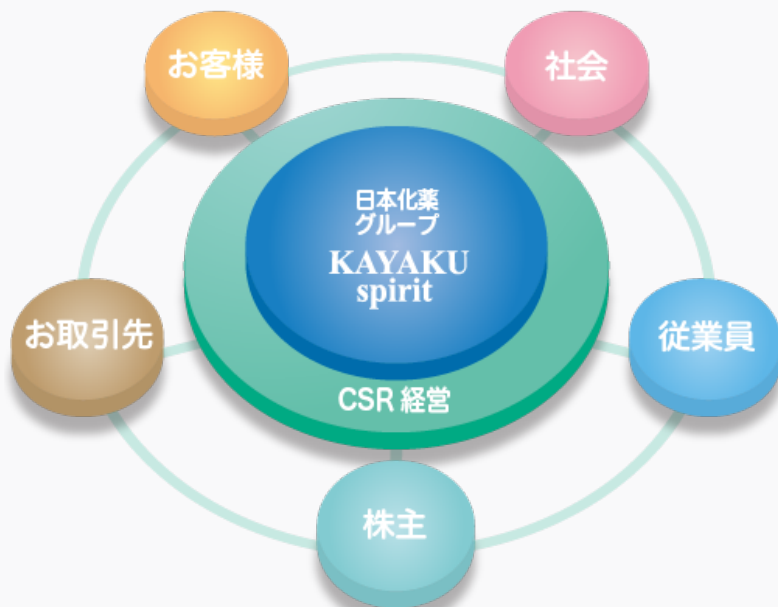 お客様
社会
日本化薬
グループ
KAYAKU
spirit
お取引先
従業員
CSR 経営
株主